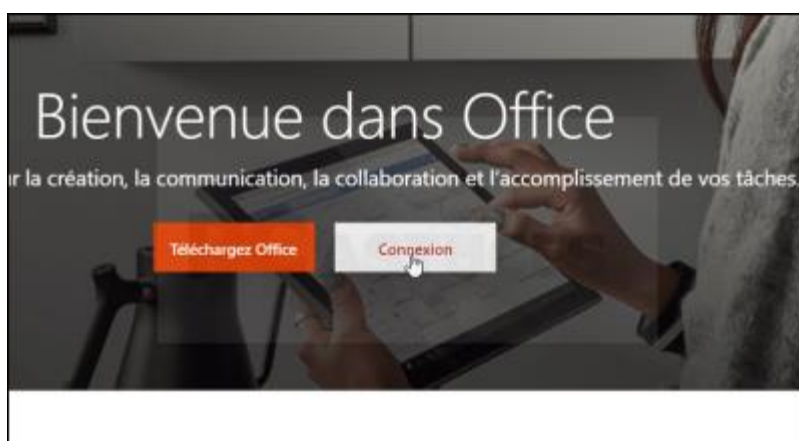 Bienvenue dans Office
r la création, la communication, la collaboration et l'accomplissement de vos tâches.
Téléchargez Office
Connexion